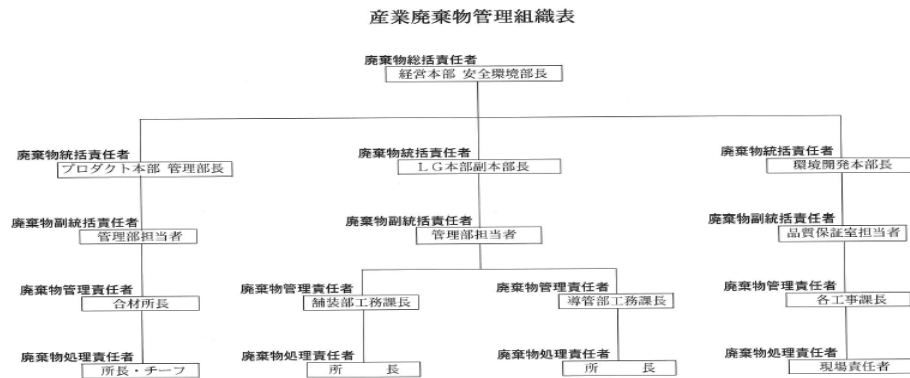 産業廃棄物管理組織表
廃棄物総括責任者
経営本部 安全環境部長
廃棄物統括責任者
プロダクト本部 管理部長
廃棄物統括責任者
LG本部副本部長
廃棄物統括責任者
環境開発本部長
廃棄物副統括責任者
管理部担当者
廃棄物副統括責任者
管理部担当者
廃棄物副統括責任者
品質保証室担当者
廃棄物管理責任者
合材所長
廃棄物管理責任者
舗装部工務課長
廃棄物管理責任者
導管部工務課長
廃棄物管理責任者
各工事課長
廃棄物処理責任者
所長・チーフ
廃棄物処理責任者
所 長
廃棄物処理責任者
所 長
廃棄物処理責任者
現場責任者